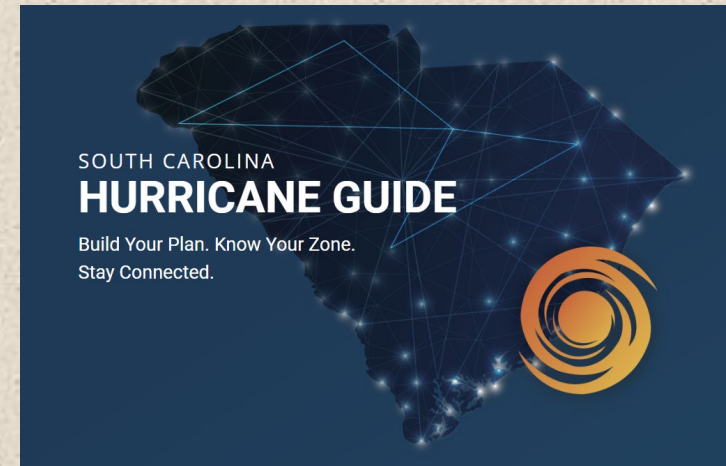 SOUTH CAROLINA
HURRICANE GUIDE
Build Your Plan. Know Your Zone.
Stay Connected.